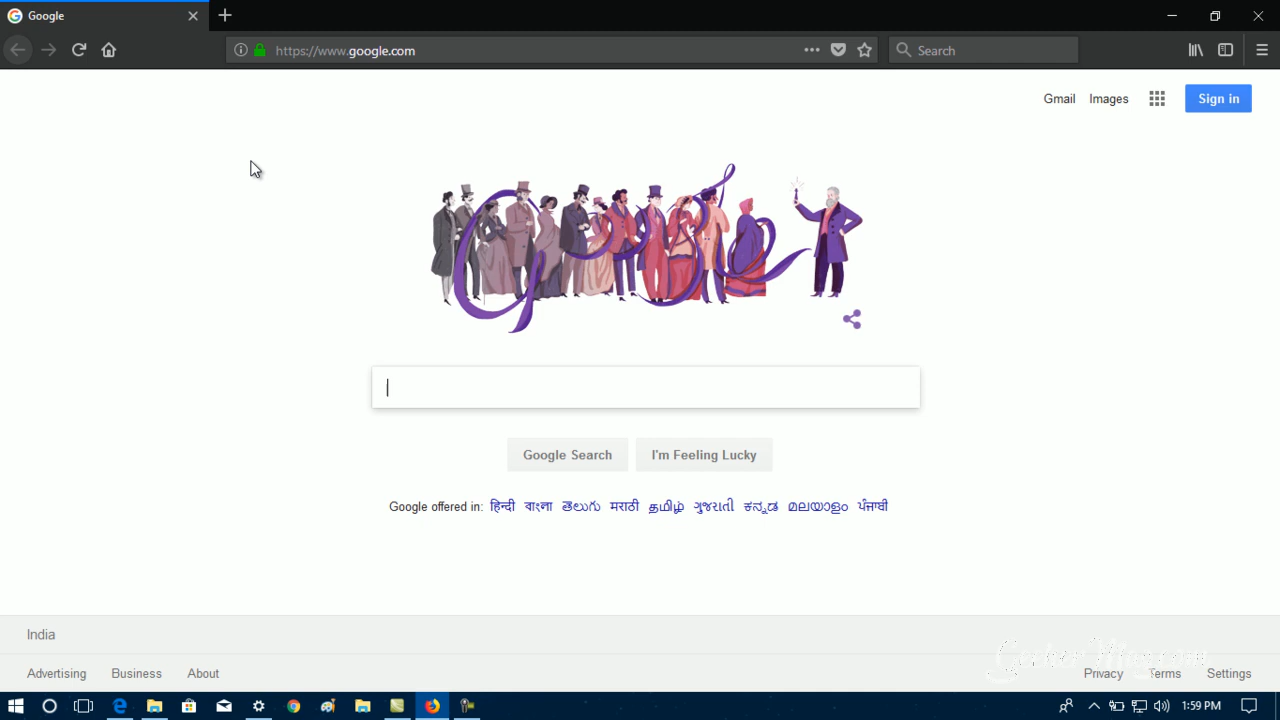 Google
https://www.google.com
Search
Gmail Images Sign in
Google
Google Search I'm Feeling Lucky
Google offered in: हिन्दी বাংলা తెలుగు मराठी தமிழ் ગુજરાતી ಕನ್ನಡ മലയാളം ਪੰਜਾਬੀ
India
Advertising Business About
Privacy Terms Settings
1:59 PM